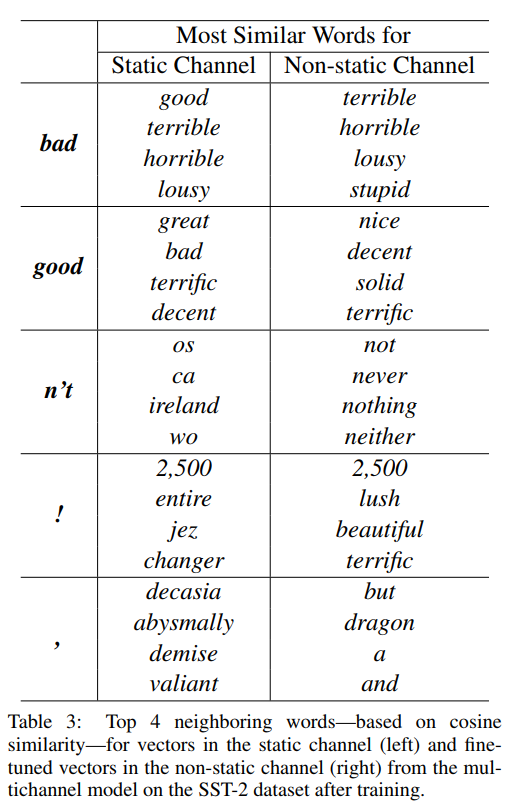 Most Similar Words for
Static Channel Non-static Channel
bad
good terrible
terrible horrible
horrible lousy
lousy stupid
good
great nice
bad decent
terrific solid
decent terrific
n't
os not
ca never
ireland nothing
wo neither
!
2,500 2,500
entire lush
jez beautiful
changer terrific
,
decasia but
abysmally dragon
demise a
valiant and
Table 3: Top 4 neighboring words—based on cosine
similarity—for vectors in the static channel (left) and fine-
tuned vectors in the non-static channel (right) from the mul-
tichannel model on the SST-2 dataset after training.